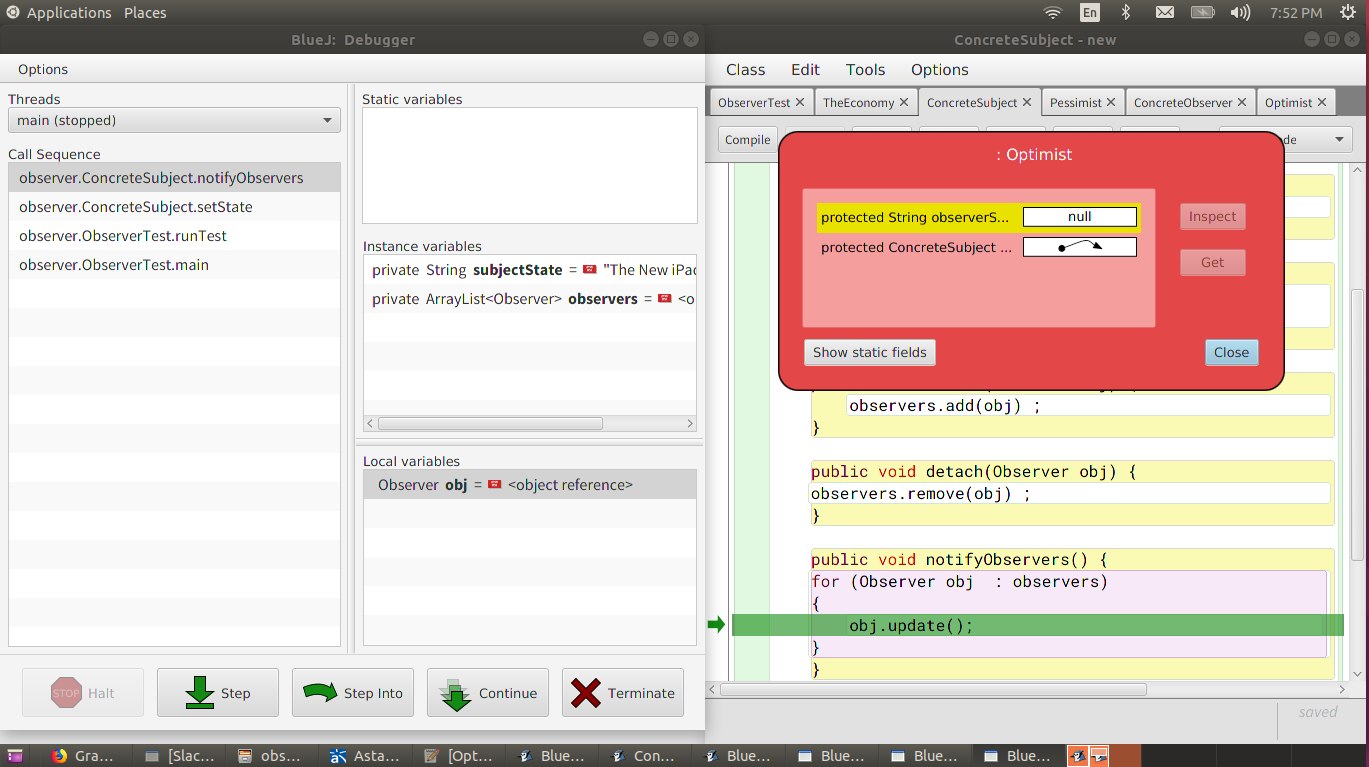 Applications Places
En
7:52 PM
BlueJ: Debugger
Options
Threads
main (stopped)
Call Sequence
observer.ConcreteSubject.notifyObservers
observer.ConcreteSubject.setState
observer.ObserverTest.runTest
observer.ObserverTest.main
Static variables
Instance variables
private String subjectState = "The New iPad
private ArrayList<Observer> observers = <o
Local variables
Observer obj = <object reference>
STOP Halt
Step
Step Into
Continue
Terminate
ConcreteSubject - new
Class Edit Tools Options
ObserverTest TheEconomy ConcreteSubject Pessimist ConcreteObserver Optimist
Compile
de
: Optimist
protected String observerS... null
protected ConcreteSubject ...
Inspect
Get
Show static fields
Close
observers.add(obj) ;
}
public void detach(Observer obj) {
observers.remove(obj) ;
}
public void notifyObservers() {
for (Observer obj : observers)
{
obj.update();
}
}
saved
Gra... [Slac... obs... Asta... [Opt... Blue... Con... Blue... Blue... Blue... Blue...